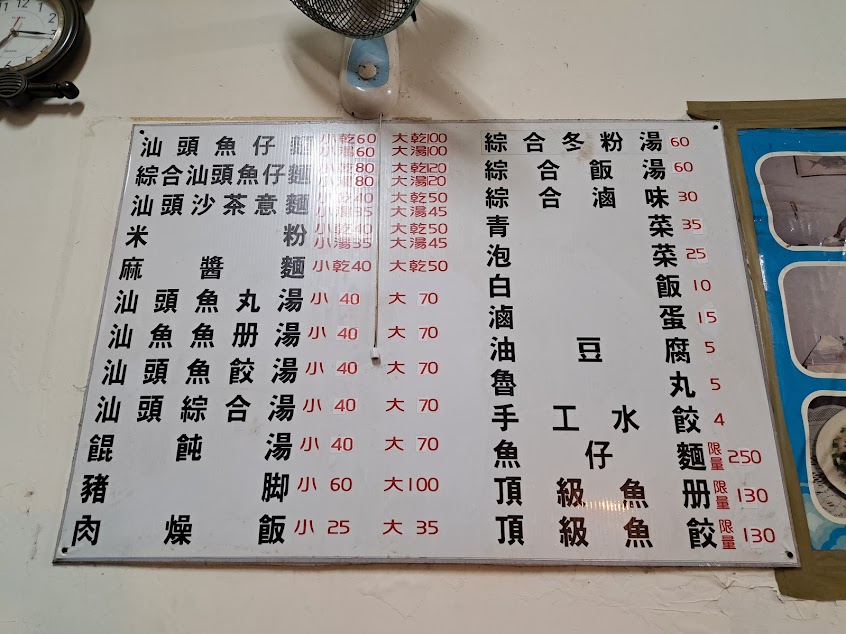 汕頭魚仔麵 小乾60 大乾100
小湯60 大湯100
綜合汕頭魚仔麵 小乾80 大乾120
小湯80 大湯120
汕頭沙茶意麵 小乾40 大乾50
小湯35 大湯45
米粉 小乾40 大乾50
小湯35 大湯45
麻醬麵 小乾40 大乾50
汕頭魚丸湯 小 40 大 70
汕魚魚册湯 小 40 大 70
汕頭魚餃湯 小 40 大 70
汕頭綜合湯 小 40 大 70
餛飩湯 小 40 大 70
豬脚 小 60 大100
肉燥飯 小 25 大 35
綜合冬粉湯 60
綜合飯湯 60
綜合滷味 30
青菜 35
泡菜 25
白飯 10
滷蛋 15
油豆腐 5
魯丸 5
手工水餃 4
魚仔麵 限量 250
頂級魚册 限量 130
頂級魚餃 限量 130